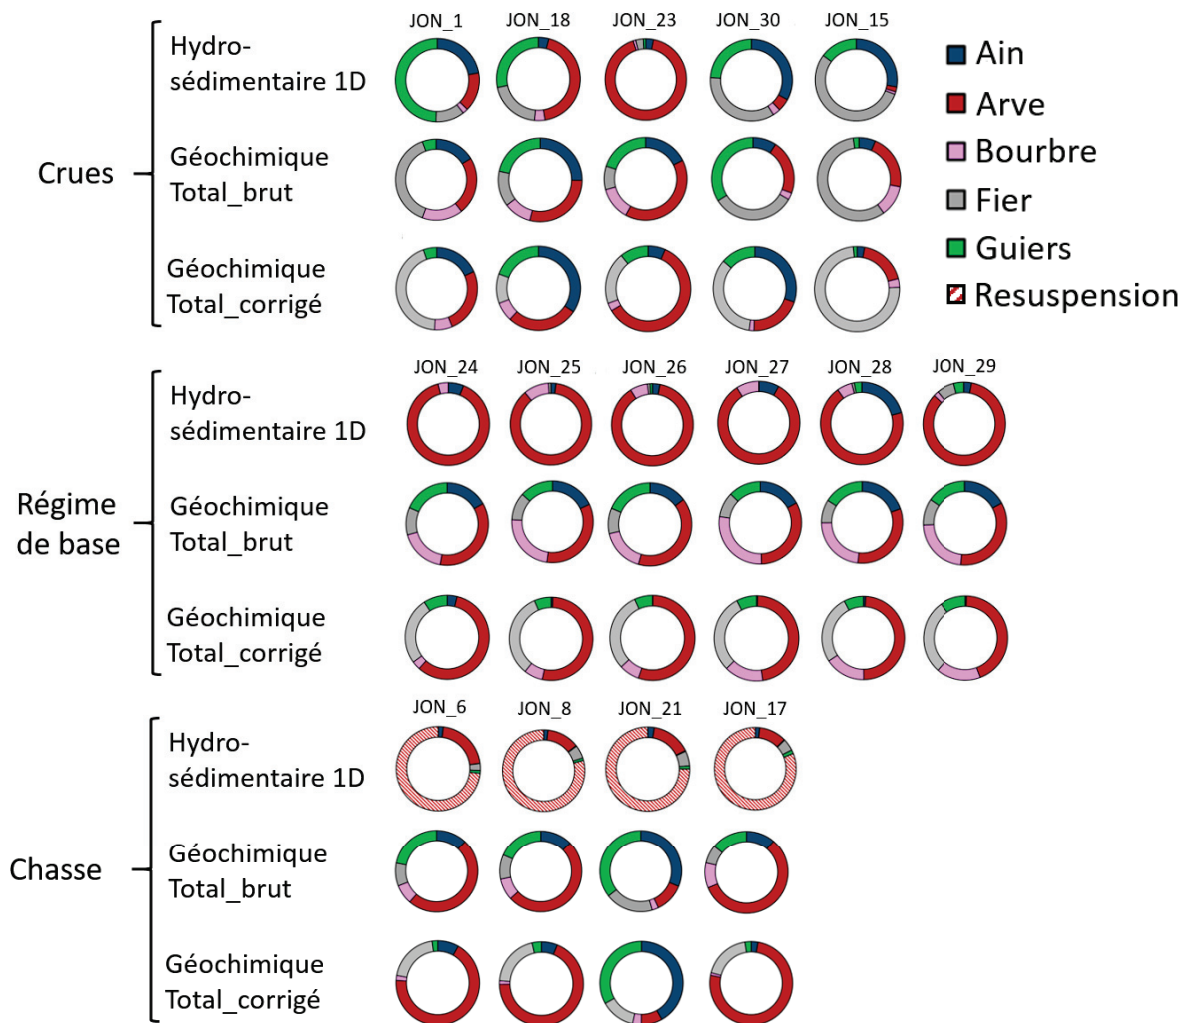 JON_1 JON_18 JON_23 JON_30 JON_15
Hydro-
sédimentaire 1D
Géochimique
Total_brut
Géochimique
Total_corrigé
Crues
Ain
Arve
Bourbre
Fier
Guiers
Resuspension
JON_24 JON_25 JON_26 JON_27 JON_28 JON_29
Hydro-
sédimentaire 1D
Géochimique
Total_brut
Géochimique
Total_corrigé
Régime
de base
JON_6 JON_8 JON_21 JON_17
Hydro-
sédimentaire 1D
Géochimique
Total_brut
Géochimique
Total_corrigé
Chasse